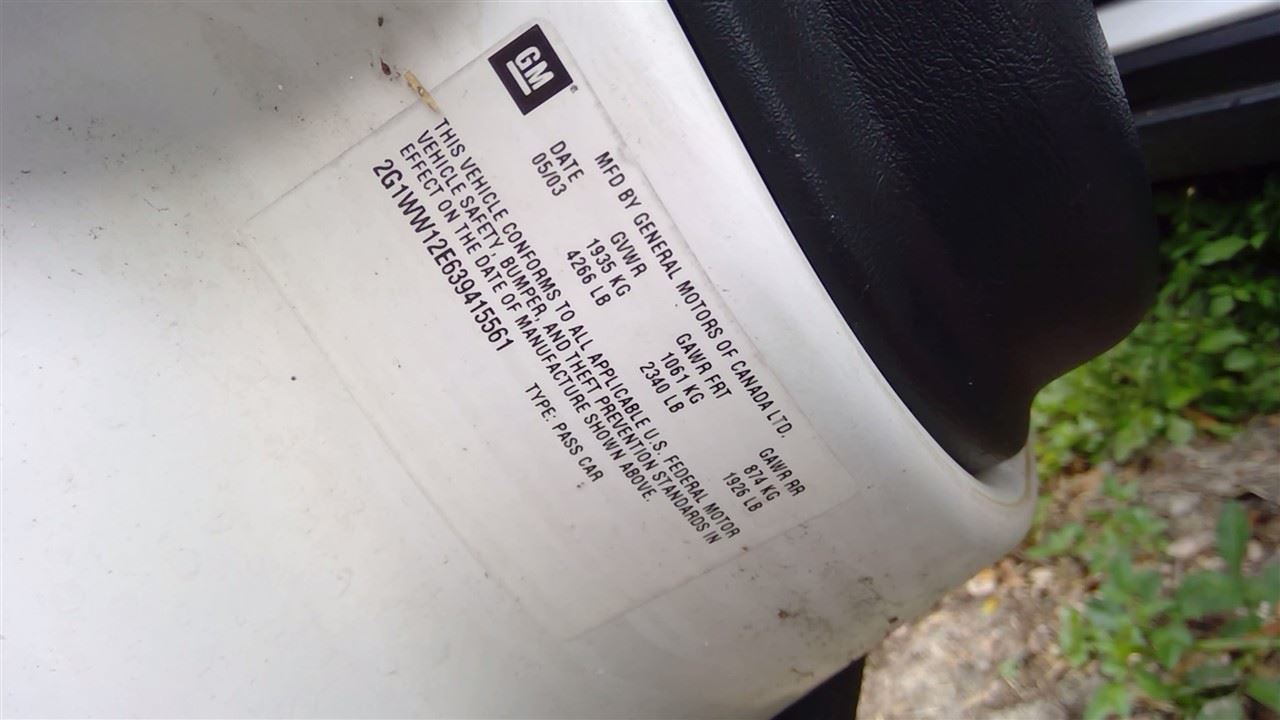 GM
MFD BY GENERAL MOTORS OF CANADA LTD.
DATE GVWR GAWR FRT GAWR RR
05/03 1935 KG 1061 KG 874 KG
4266 LB 2340 LB 1926 LB
THIS VEHICLE CONFORMS TO ALL APPLICABLE U.S. FEDERAL MOTOR
VEHICLE SAFETY, BUMPER, AND THEFT PREVENTION STANDARDS IN
EFFECT ON THE DATE OF MANUFACTURE SHOWN ABOVE.
2G1WW12E639415561 TYPE: PASS CAR